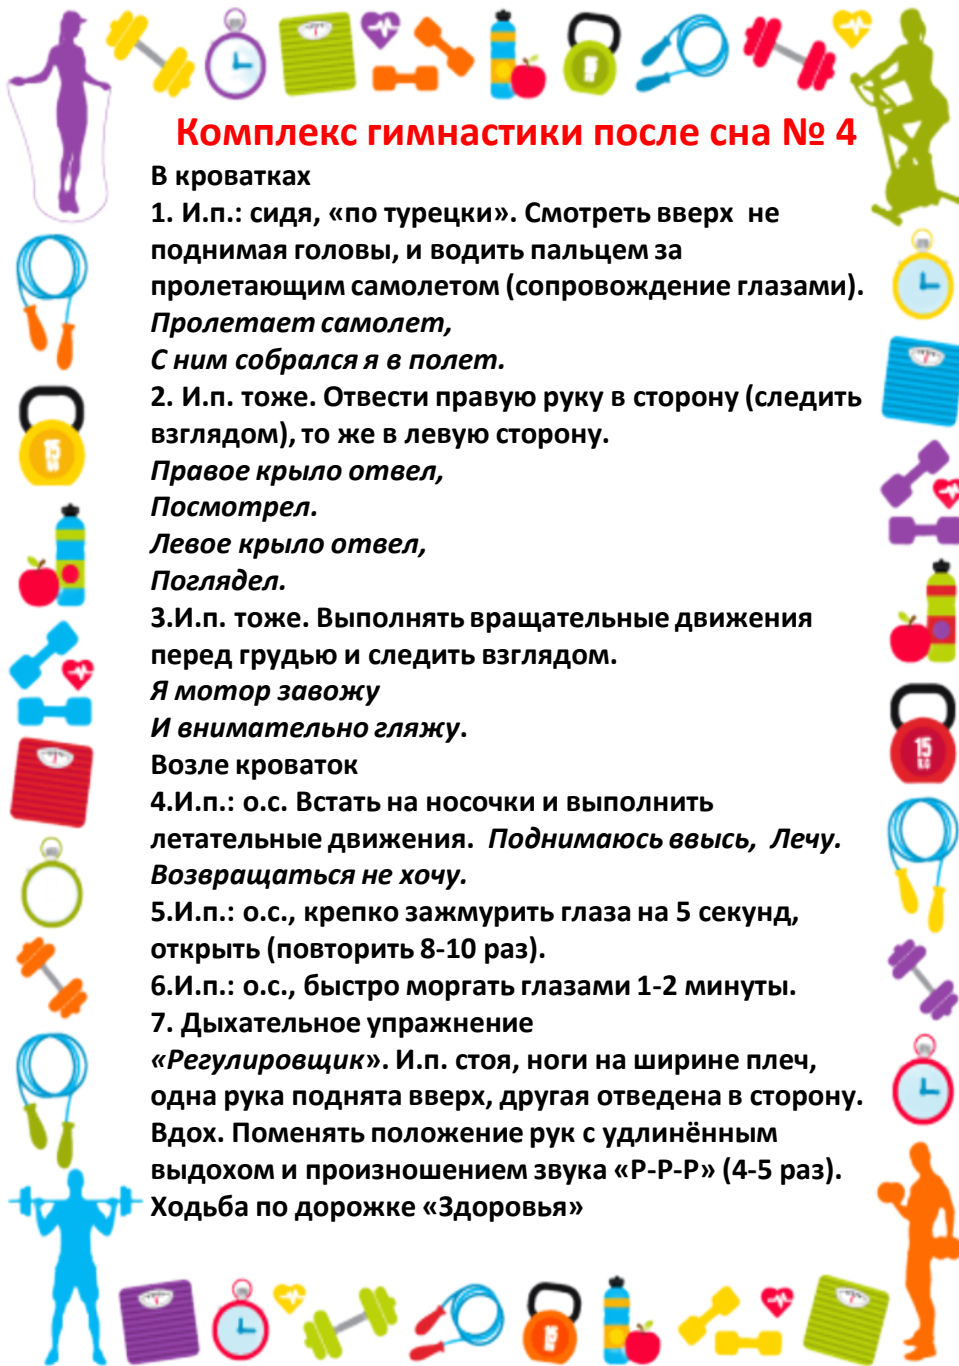 Комплекс гимнастики после сна № 4
В кроватках
1. И.п.: сидя, «по турецки». Смотреть вверх не
поднимая головы, и водить пальцем за
пролетающим самолетом (сопровождение глазами).
Пролетает самолет,
С ним собрался я в полет.
2. И.п. тоже. Отвести правую руку в сторону (следить
взглядом), то же в левую сторону.
Правое крыло отвел,
Посмотрел.
Левое крыло отвел,
Поглядел.
3.И.п. тоже. Выполнять вращательные движения
перед грудью и следить взглядом.
Я мотор завожу
И внимательно гляжу.
Возле кроваток
4.И.п.: о.с. Встать на носочки и выполнить
летательные движения. Поднимаюсь ввысь, Лечу.
Возвращаться не хочу.
5.И.п.: о.с., крепко зажмурить глаза на 5 секунд,
открыть (повторить 8-10 раз).
6.И.п.: о.с., быстро моргать глазами 1-2 минуты.
7. Дыхательное упражнение
«Регулировщик». И.п. стоя, ноги на ширине плеч,
одна рука поднята вверх, другая отведена в сторону.
Вдох. Поменять положение рук с удлинённым
выдохом и произношением звука «Р-Р-Р» (4-5 раз).
Ходьба по дорожке «Здоровья»
15
KG